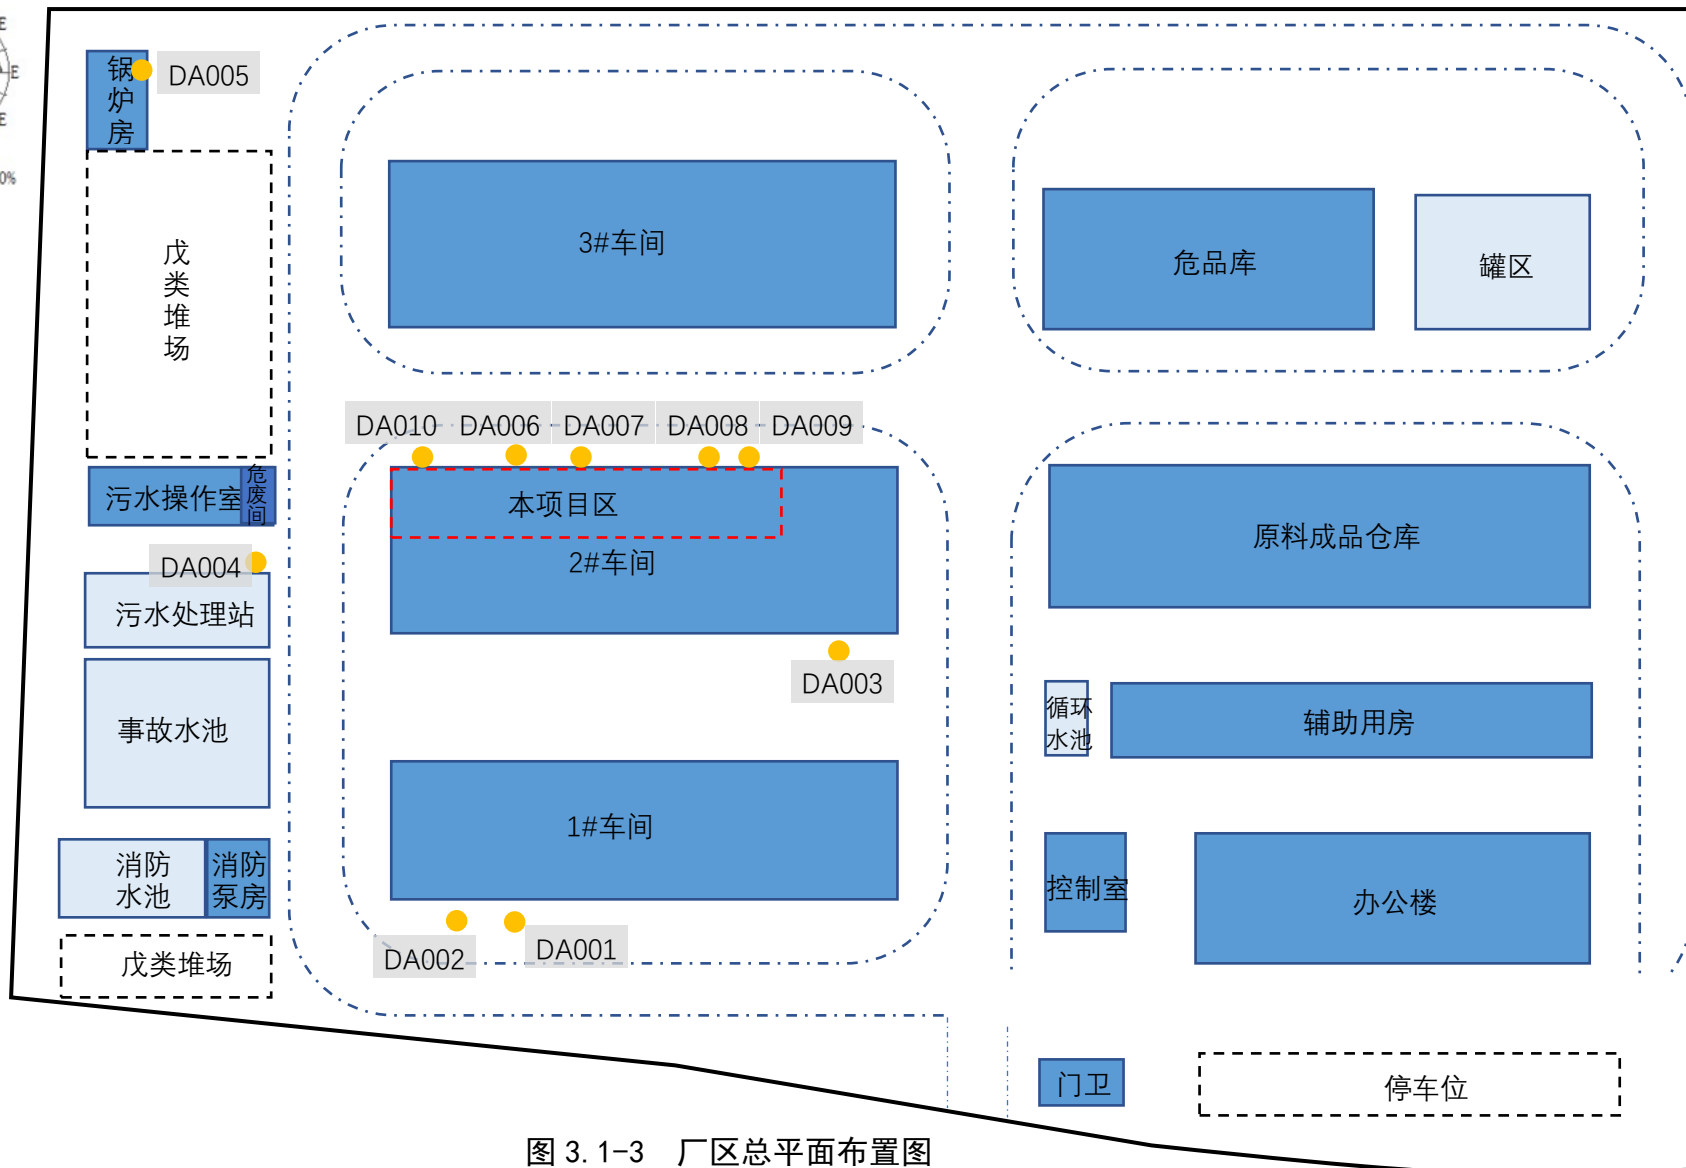 E
E
E
0%
锅炉房
DA005
戊类堆场
3#车间
危品库
罐区
DA010
DA006
DA007
DA008
DA009
污水操作室
危废间
本项目区
2#车间
原料成品仓库
DA004
污水处理站
DA003
事故水池
循环
水池
辅助用房
1#车间
消防
水池
消防
泵房
控制室
办公楼
DA002
DA001
戊类堆场
门卫
停车位
图 3.1-3 厂区总平面布置图